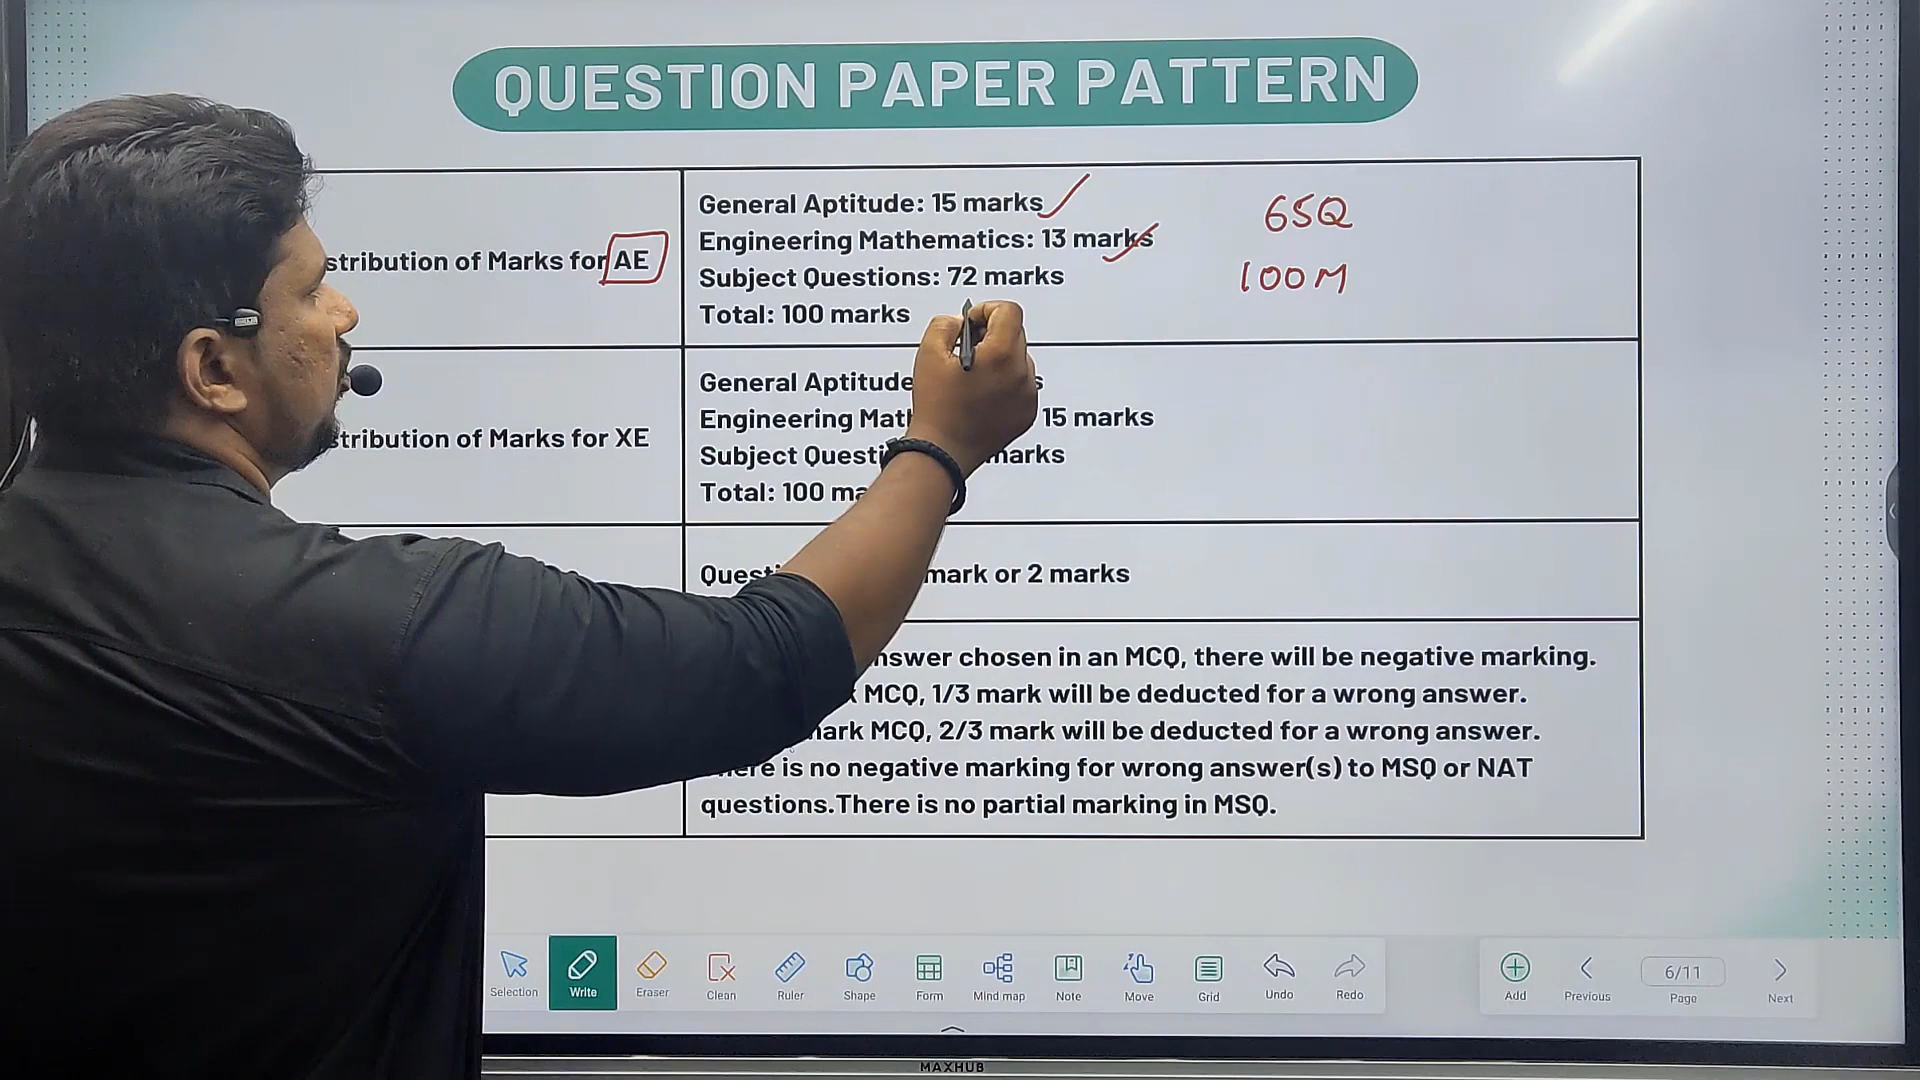 QUESTION PAPER PATTERN
stribution of Marks for AE
General Aptitude: 15 marks
Engineering Mathematics: 13 marks
Subject Questions: 72 marks
Total: 100 marks
65Q
100M
stribution of Marks for XE
General Aptitude
Engineering Mat 15 marks
Subject Questi marks
Total: 100 ma
Quest mark or 2 marks
nswer chosen in an MCQ, there will be negative marking.
MCQ, 1/3 mark will be deducted for a wrong answer.
mark MCQ, 2/3 mark will be deducted for a wrong answer.
ere is no negative marking for wrong answer(s) to MSQ or NAT
questions.There is no partial marking in MSQ.
Selection Write Eraser Clean Ruler Shape Form Mind map Note Move Grid Undo Redo Add Previous 6/11 Page Next
MAXHUB